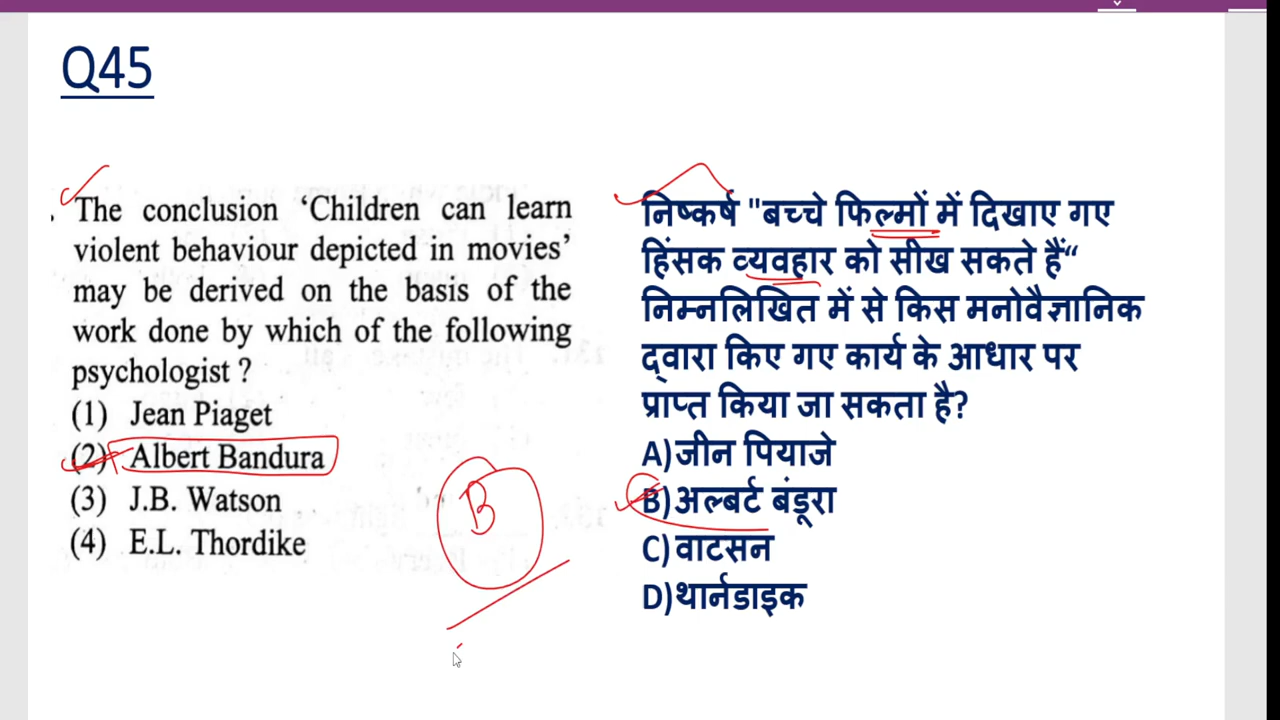 Q45
The conclusion ‘Children can learn
violent behaviour depicted in movies’
may be derived on the basis of the
work done by which of the following
psychologist ?
(1) Jean Piaget
(2) Albert Bandura
(3) J.B. Watson
(4) E.L. Thordike
B
निष्कर्ष "बच्चे फिल्मों में दिखाए गए
हिंसक व्यवहार को सीख सकते हैं“
निम्नलिखित में से किस मनोवैज्ञानिक
द्वारा किए गए कार्य के आधार पर
प्राप्त किया जा सकता है?
A)जीन पियाजे
B)अल्बर्ट बंडूरा
C)वाटसन
D)थार्नडाइक